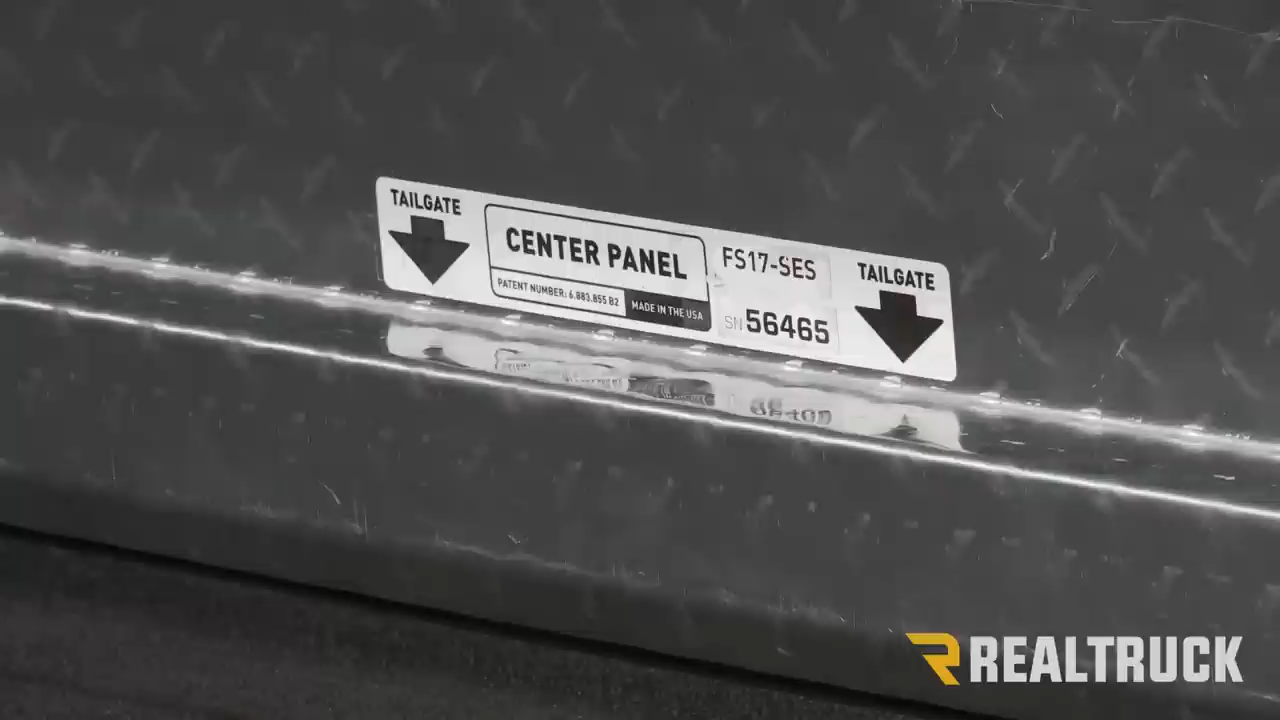 TAILGATE
CENTER PANEL
PATENT NUMBER: 6.883.855 B2
MADE IN THE USA
FS17-SES
SN 56465
TAILGATE
REALTRUCK